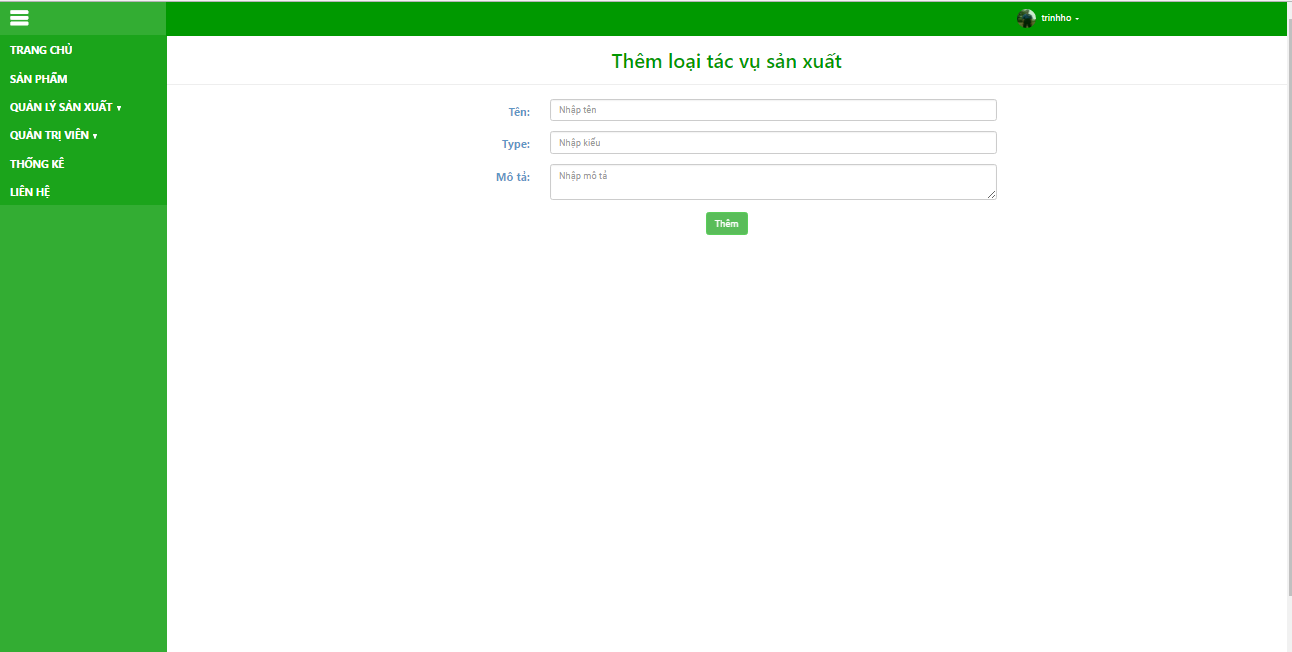 trinhho
TRANG CHỦ
SẢN PHẨM
QUẢN LÝ SẢN XUẤT
QUẢN TRỊ VIÊN
THỐNG KÊ
LIÊN HỆ
Thêm loại tác vụ sản xuất
Tên: Nhập tên
Type: Nhập kiểu
Mô tả: Nhập mô tả
Thêm